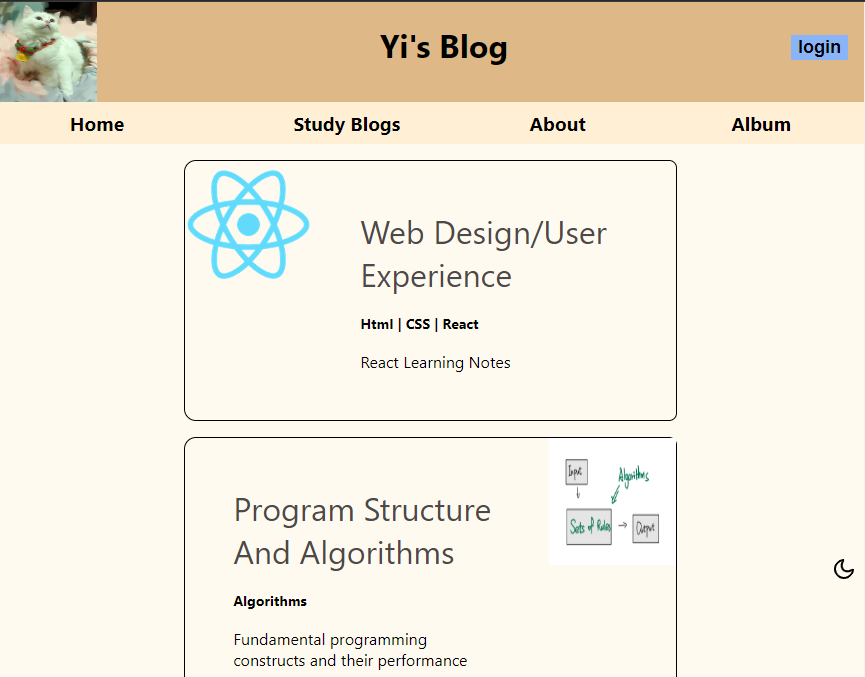 Yi's Blog
login
Home
Study Blogs
About
Album
Web Design/User
Experience
Html | CSS | React
React Learning Notes
Program Structure
And Algorithms
Algorithms
Fundamental programming
constructs and their performance
Input
Algorithms
Sets of Rules
Output